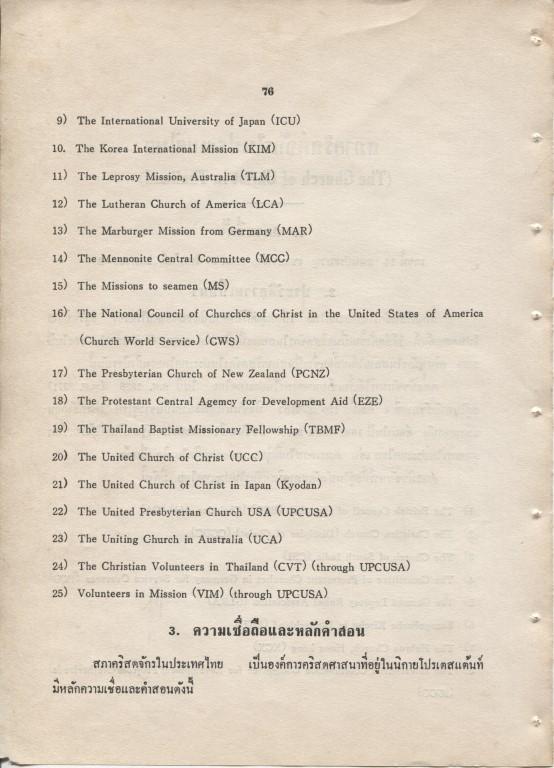 76
9) The International University of Japan (ICU)
10. The Korea International Mission (KIM)
11) The Leprosy Mission, Australia (TLM)
12) The Lutheran Church of America (LCA)
13) The Marburger Mission from Germany (MAR)
14) The Mennonite Central Committee (MCC)
15) The Missions to seamen (MS)
16) The National Council of Churchcs of Christ in the United States of America
(Church World Service) (CWS)
17) The Presbyterian Church of New Zealand (PCNZ)
18) The Protestant Central Agency for Development Aid (EZE)
19) The Thailand Baptist Missionary Fellowship (TBMF)
20) The United Church of Christ (UCC)
21) The United Church of Christ in Iapan (Kyodan)
22) The United Presbyterian Church USA (UPCUSA)
23) The Uniting Church in Australia (UCA)
24) The Christian Volunteers in Thailand (CVT) (through UPCUSA)
25) Volunteers in Mission (VIM) (through UPCUSA)
3. ความเชื่อถือและหลักคำสอน
สภาคริสตจักรในประเทศไทย เป็นองค์การคริสตศาสนาที่อยู่ในนิกายโปรเตสแต้นท์
มีหลักความเชื่อและคำสอนดังนี้